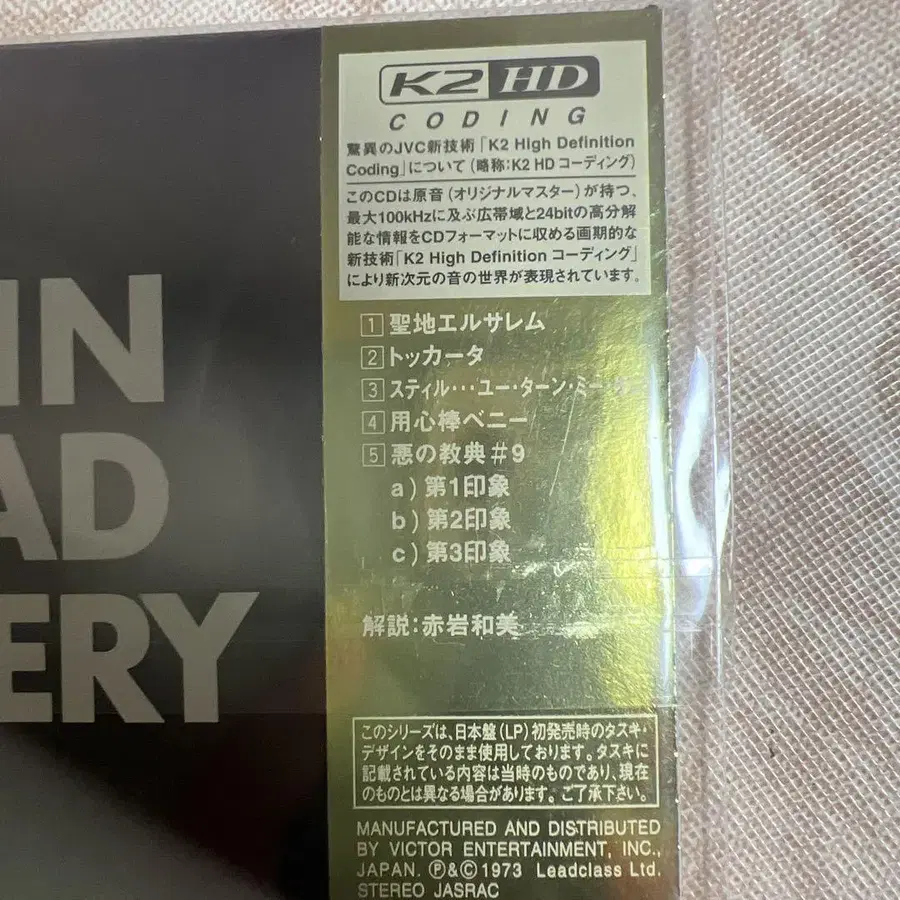 IN
AD
ERY
K2 HD
CODING
驚異のJVC新技術「K2 High Definition
Coding」について(略称:K2 HD コーディング)
このCDは原音(オリジナルマスター)が持つ、
最大100kHzに及ぶ広帯域と24bitの高分解
能な情報をCDフォーマットに収める画期的な
新技術「K2 High Definition コーディング」
により新次元の音の世界が表現されています。
1 聖地エルサレム
2 トッカータ
3 スティル・・・ユー・ターン・ミー・
4 用心棒ベニー
5 悪の教典#9
a)第1印象
b)第2印象
c)第3印象
解説:赤岩和美
このシリーズは、日本盤(LP)初発売時のタスキ・
デザインをそのまま使用しております。タスキに
記載されている内容は当時のものであり、現在
のものとは異なる場合があります。ご了承下さい。
MANUFACTURED AND DISTRIBUTED
BY VICTOR ENTERTAINMENT, INC.,
JAPAN. Ⓟ&© 1973 Leadclass Ltd.
STEREO JASRAC